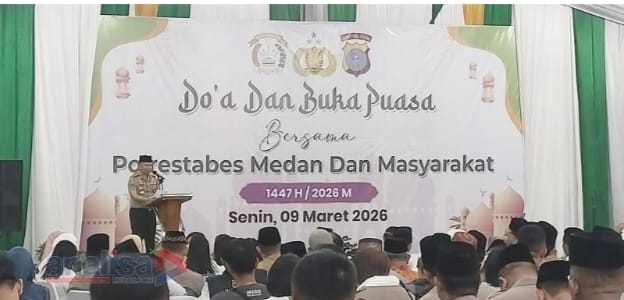 Do'a Dan Buka Puasa
Bersama
Polrestabes Medan Dan Masyarakat
1447 H / 2026 M
Senin, 09 Maret 2026